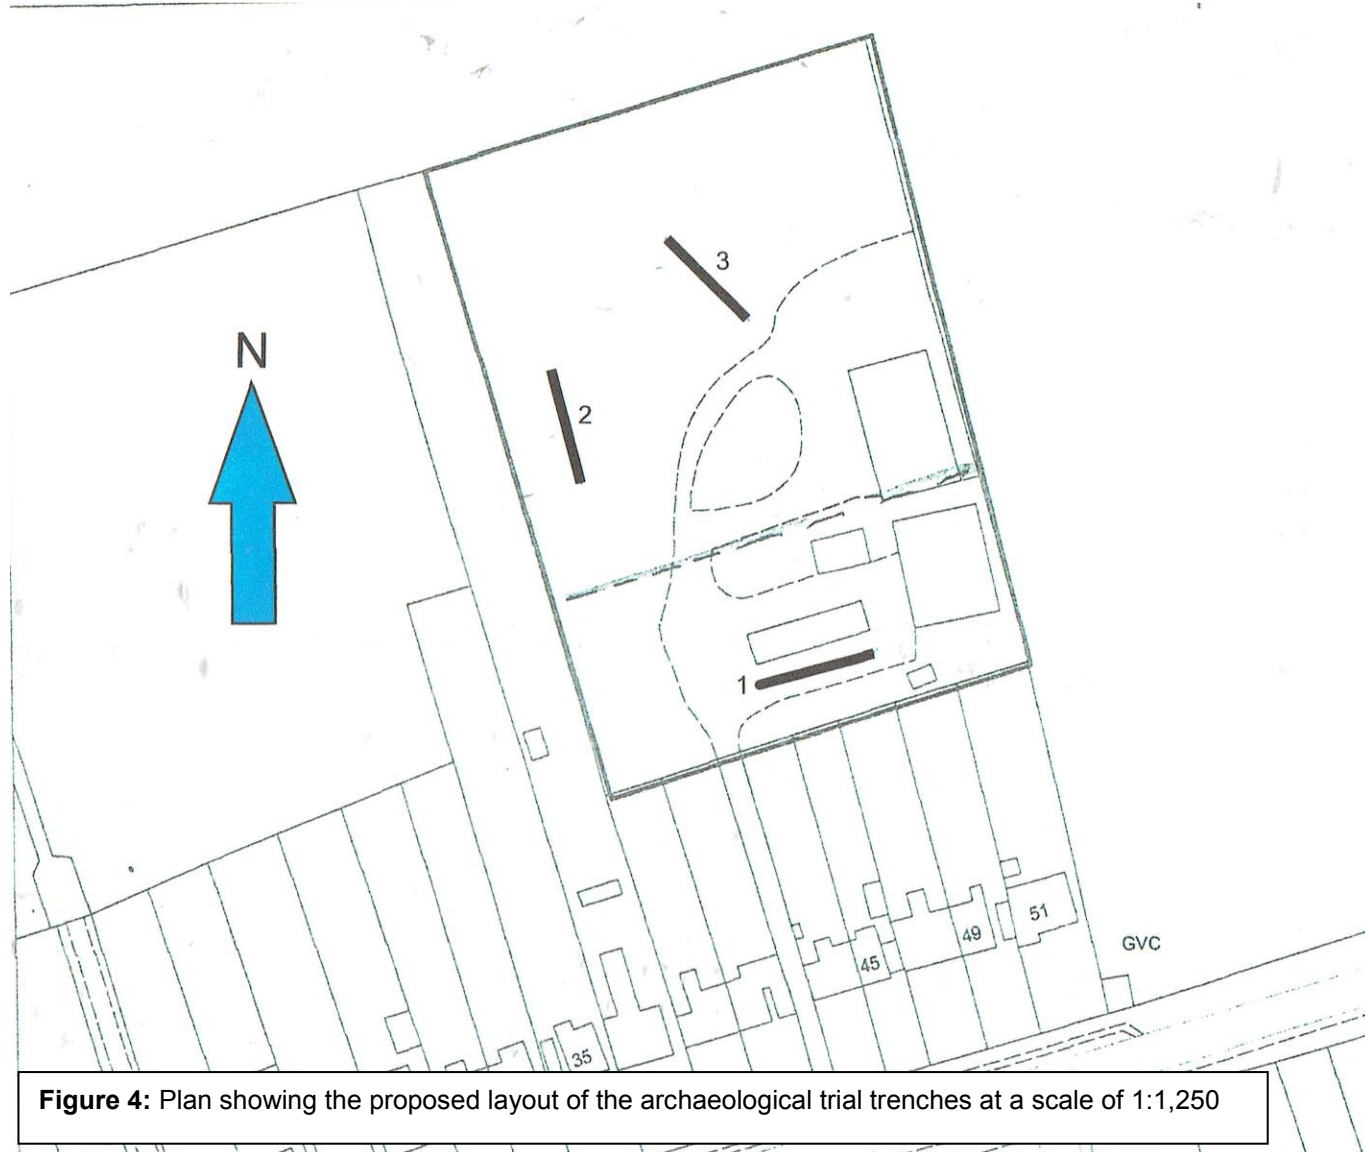 N
3
2
1
51
49
45
GVC
35
Figure 4: Plan showing the proposed layout of the archaeological trial trenches at a scale of 1:1,250